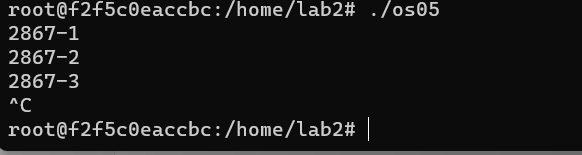 root@f2f5c0eaccbc:/home/lab2# ./os05
2867-1
2867-2
2867-3
^C
root@f2f5c0eaccbc:/home/lab2#